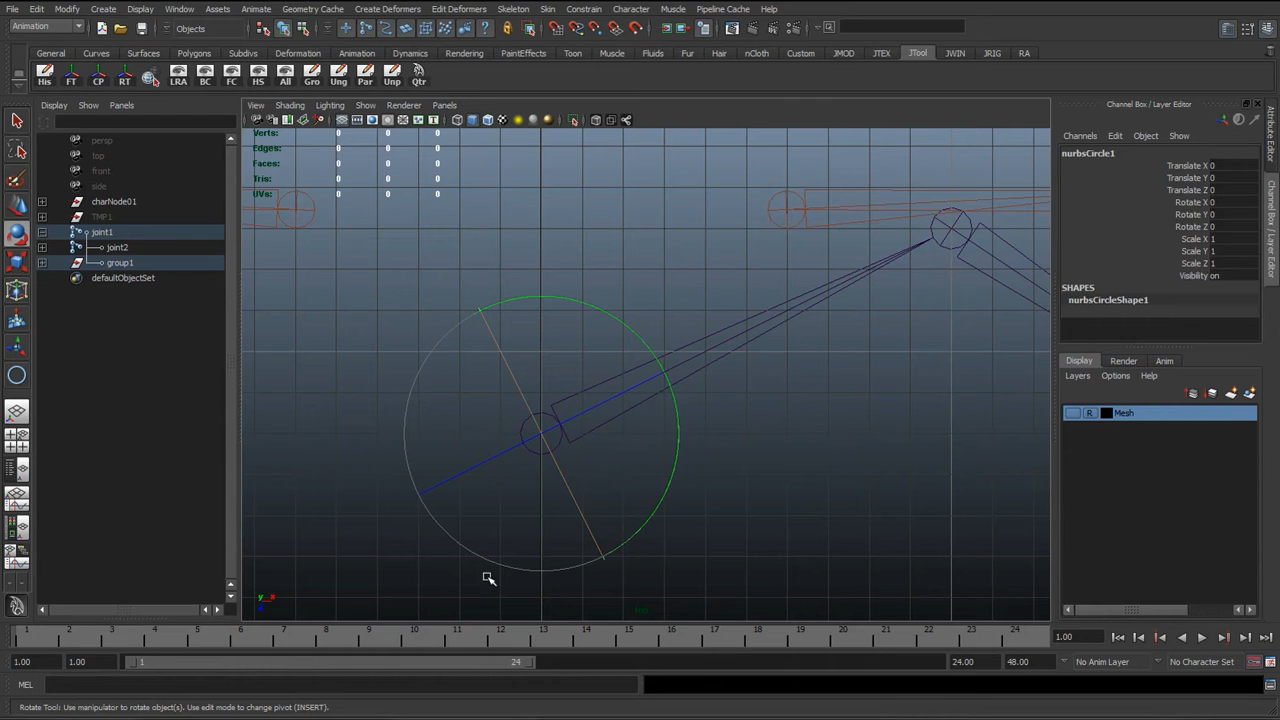 File Edit Modify Create Display Window Assets Animate Geometry Cache Create Deformers Edit Deformers Skeleton Skin Constrain Character Muscle Pipeline Cache Help
Animation Objects
General Curves Surfaces Polygons Subdivs Deformation Animation Dynamics Rendering PaintEffects Toon Muscle Fluids Fur Hair nCloth Custom JMOD JTEX JTool JWIN JRIG RA
His FT CP RT LRA BC FC HS All Gro Ung Par Unp Qtr
Display Show Panels
View Shading Lighting Show Renderer Panels
Channel Box / Layer Editor
Channels Edit Object Show
Verts: 0 0 0
Edges: 0 0 0
Faces: 0 0 0
Tris: 0 0 0
UVs: 0 0 0
persp
top
front
side
charNode01
TMP1
joint1
joint2
group1
defaultObjectSet
nurbsCircle1
Translate X 0
Translate Y 0
Translate Z 0
Rotate X 0
Rotate Y 0
Rotate Z 0
Scale X 1
Scale Y 1
Scale Z 1
Visibility on
SHAPES
nurbsCircleShape1
Attribute Editor
Channel Box / Layer Editor
Display Render Anim
Layers Options Help
R Mesh
y x
top
1 2 3 4 5 6 7 8 9 10 11 12 13 14 15 16 17 18 19 20 21 22 23 24 1.00
1.00 1.00 1 24 24.00 48.00 No Anim Layer No Character Set
MEL
Rotate Tool: Use manipulator to rotate object(s). Use edit mode to change pivot (INSERT).